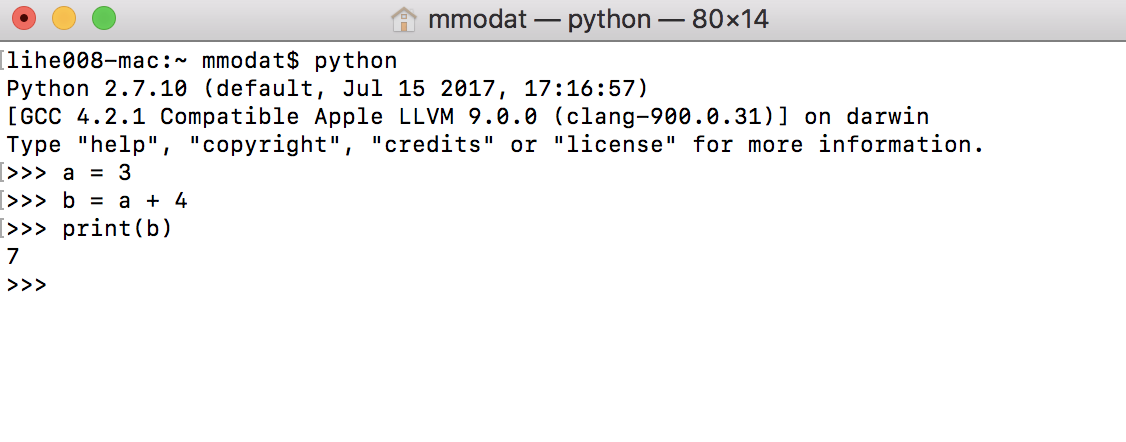 mmodat — python — 80×14
lihe008-mac:~ mmodat$ python
Python 2.7.10 (default, Jul 15 2017, 17:16:57)
[GCC 4.2.1 Compatible Apple LLVM 9.0.0 (clang-900.0.31)] on darwin
Type "help", "copyright", "credits" or "license" for more information.
>>> a = 3
>>> b = a + 4
>>> print(b)
7
>>>